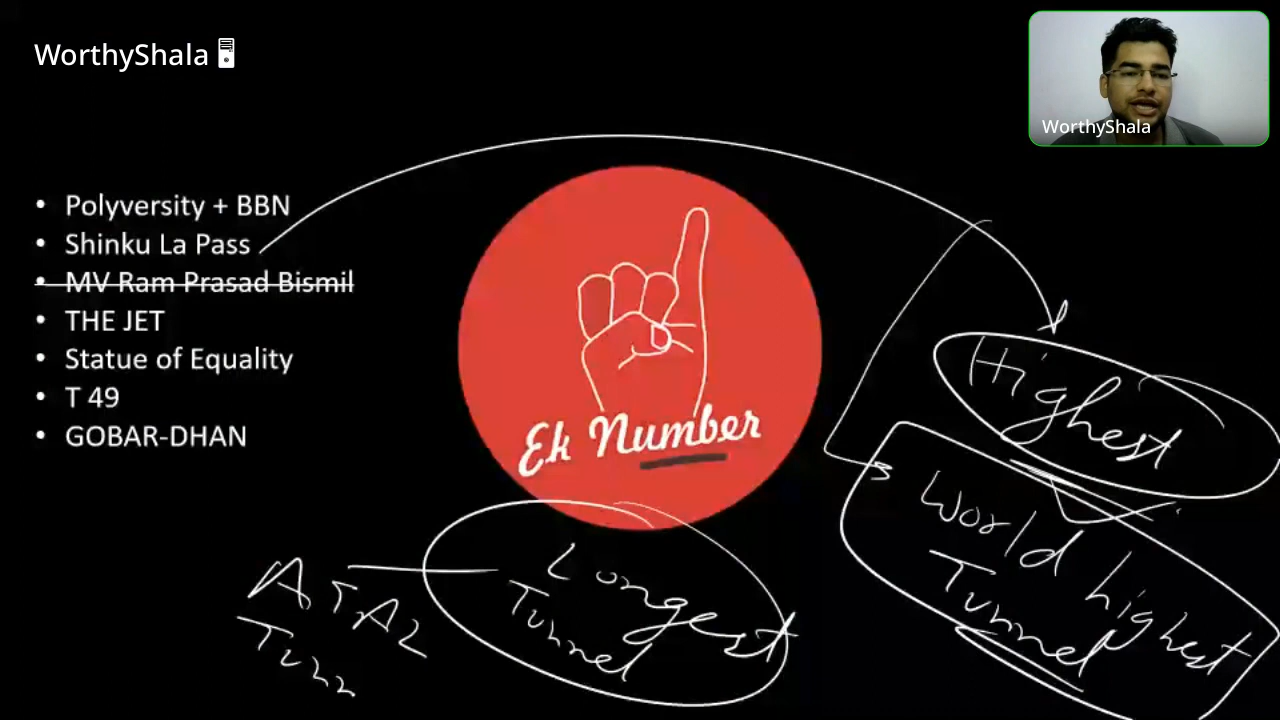 WorthyShala
WorthyShala
Polyversity + BBN
Shinku La Pass
MV Ram Prasad Bismil
THE JET
Statue of Equality
T 49
GOBAR-DHAN
Ek Number
Highest
World highest
Tunnel
Longest
Tunnel
ATAL
Tunn